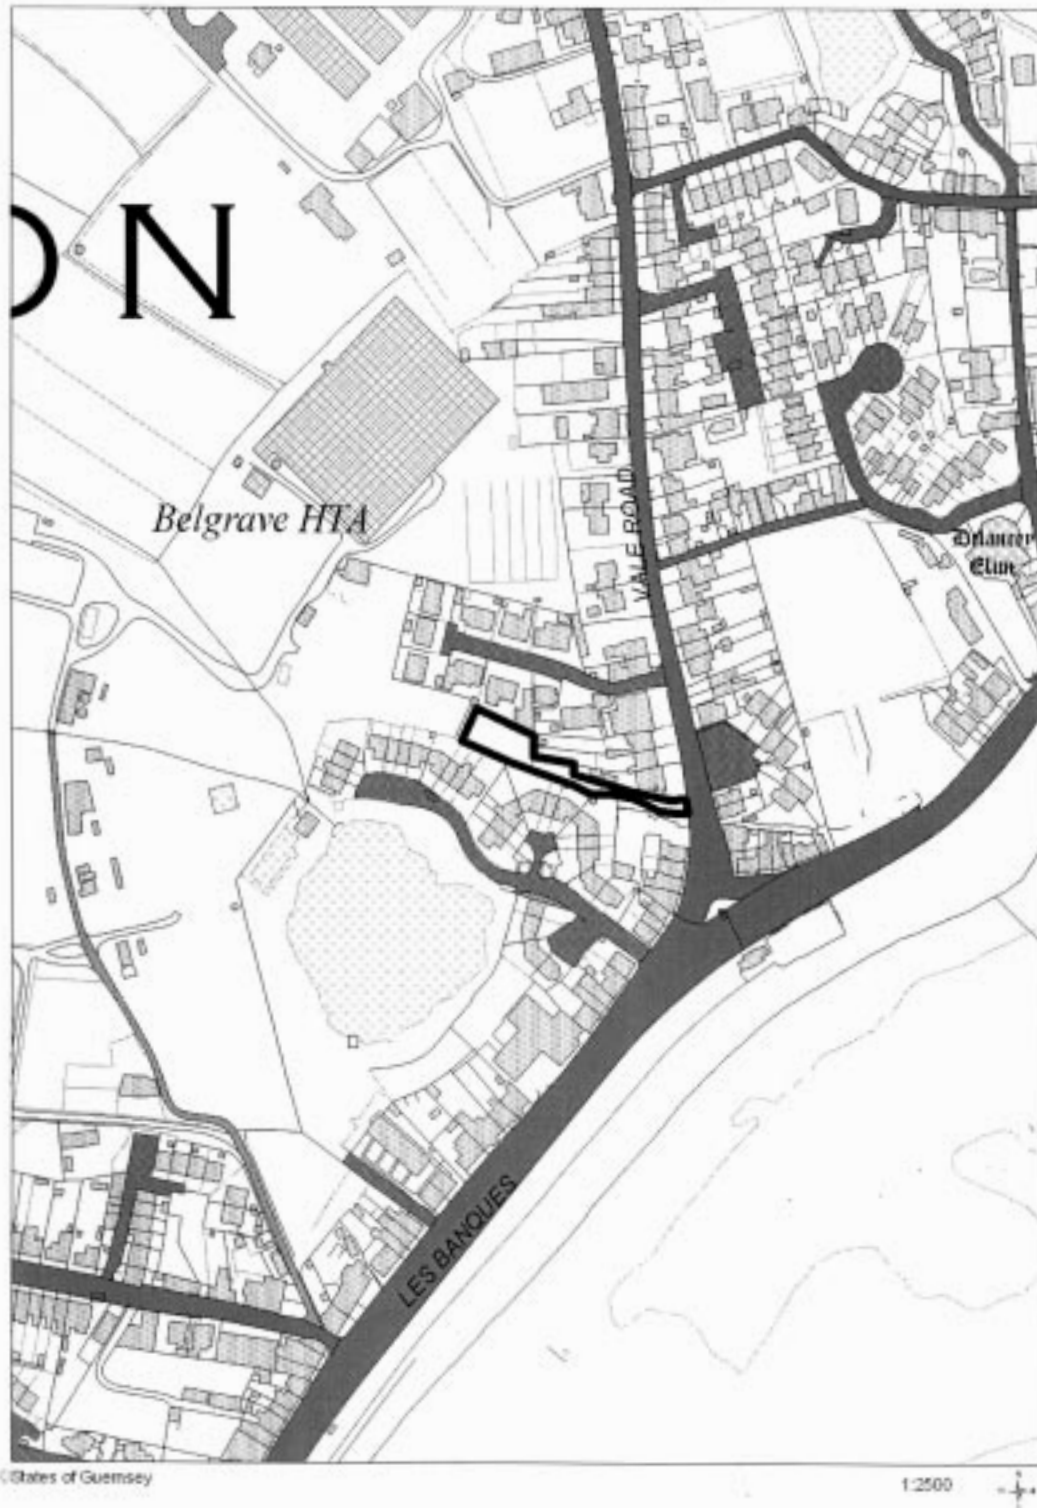 ON
Belgrave HTA
VALE ROAD
Delancey
Elim
LES BANQUES
©States of Guernsey
1:2500